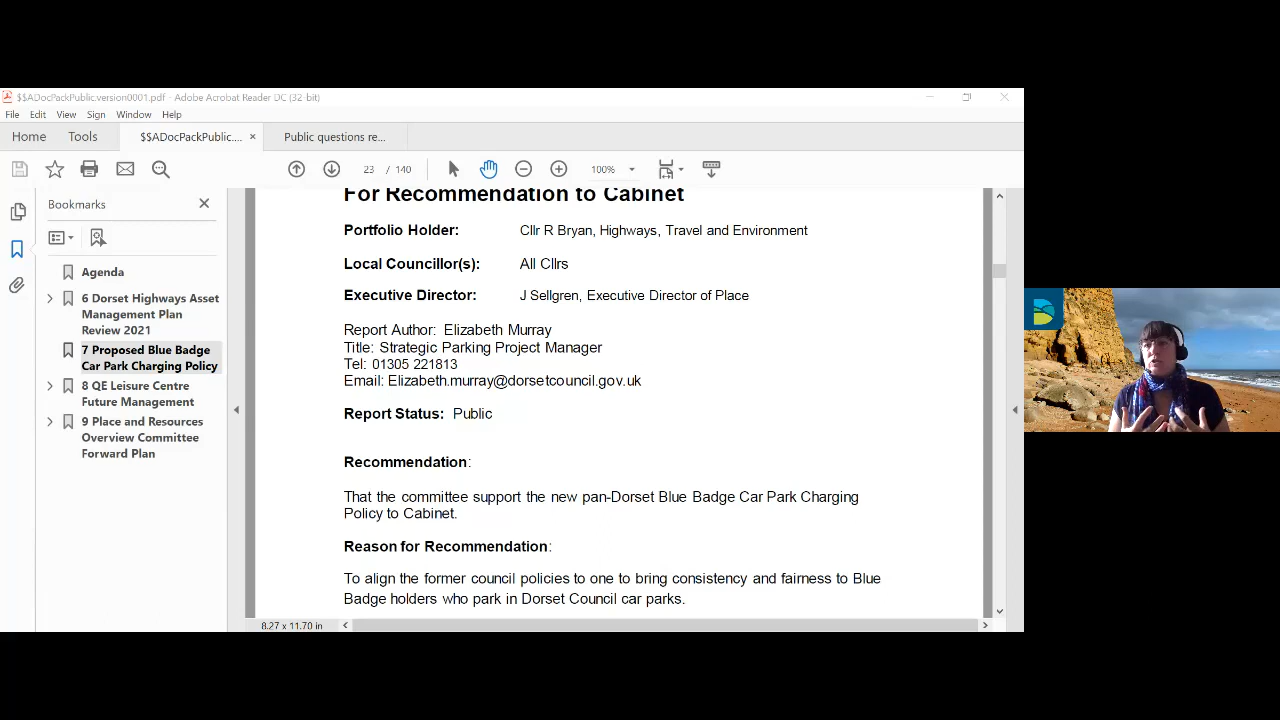 $$ADocPackPublic.version0001.pdf - Adobe Acrobat Reader DC (32-bit)
File Edit View Sign Window Help
Home Tools $$ADocPackPublic.... × Public questions re...
23 / 140 100%
Bookmarks
Agenda
6 Dorset Highways Asset
Management Plan
Review 2021
7 Proposed Blue Badge
Car Park Charging Policy
8 QE Leisure Centre
Future Management
9 Place and Resources
Overview Committee
Forward Plan
For Recommendation to Cabinet
Portfolio Holder: Cllr R Bryan, Highways, Travel and Environment
Local Councillor(s): All Cllrs
Executive Director: J Sellgren, Executive Director of Place
Report Author: Elizabeth Murray
Title: Strategic Parking Project Manager
Tel: 01305 221813
Email: Elizabeth.murray@dorsetcouncil.gov.uk
Report Status: Public
Recommendation:
That the committee support the new pan-Dorset Blue Badge Car Park Charging
Policy to Cabinet.
Reason for Recommendation:
To align the former council policies to one to bring consistency and fairness to Blue
Badge holders who park in Dorset Council car parks.
8.27 x 11.70 in